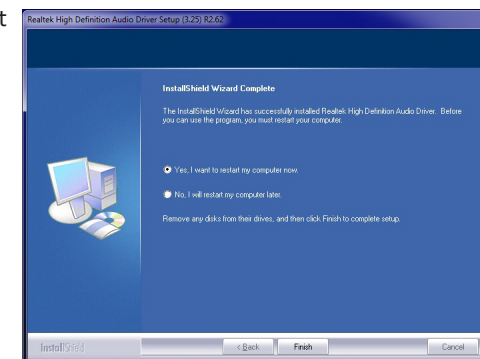 t
Realtek High Definition Audio Driver Setup (3.25) R2.62
InstallShield Wizard Complete
The InstallShield Wizard has successfully installed Realtek High Definition Audio Driver. Before
you can use the program, you must restart your computer.
Yes, I want to restart my computer now.
No, I will restart my computer later.
Remove any disks from their drives, and then click Finish to complete setup.
InstallShield
< Back
Finish
Cancel